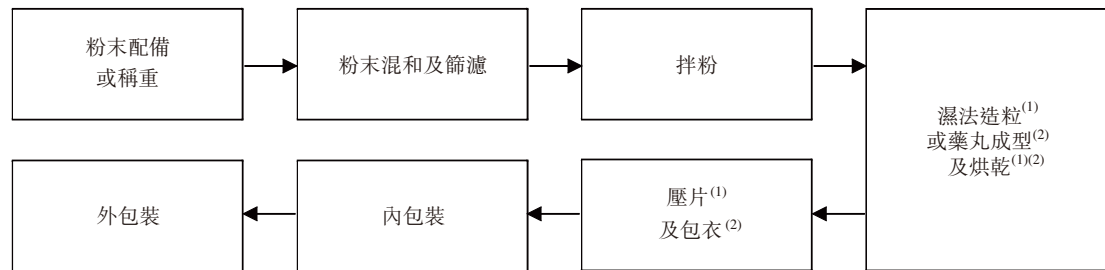 粉末配備
或稱重
粉末混和及篩濾
拌粉
濕法造粒(1)
或藥丸成型(2)
及烘乾(1)(2)
壓片(1)
及包衣(2)
內包裝
外包裝